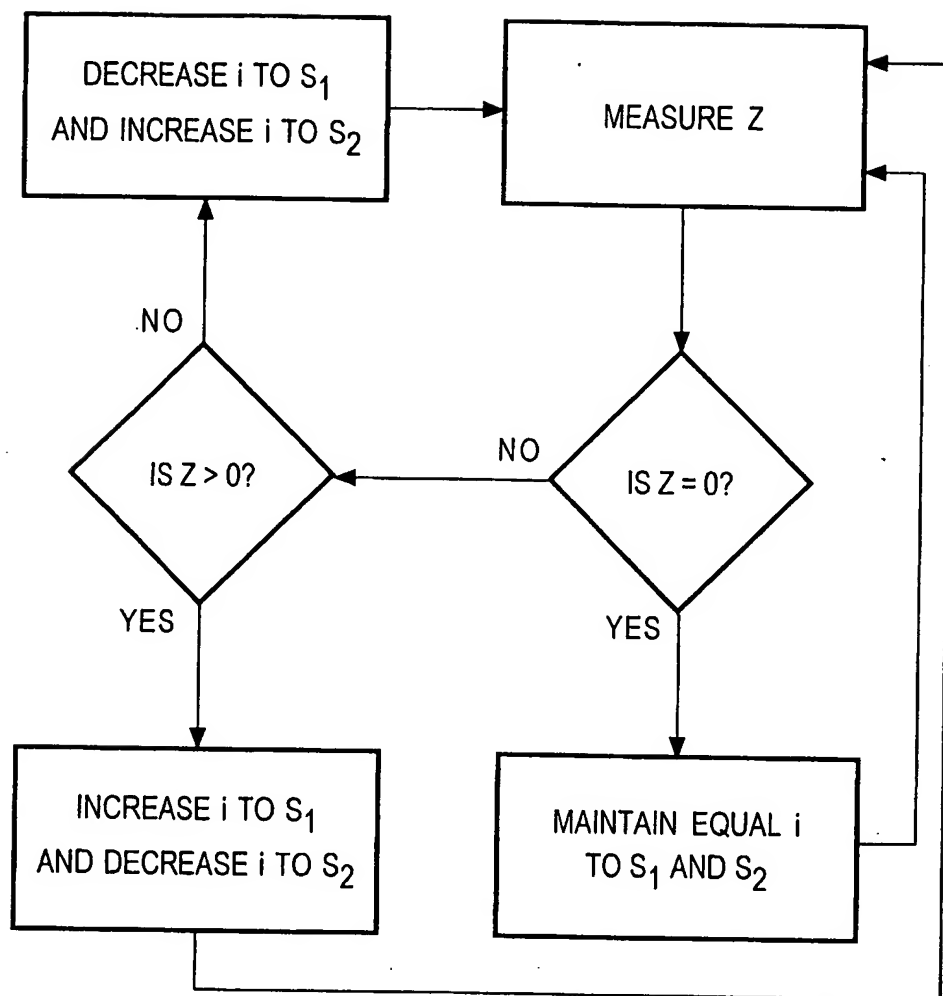 DECREASE i TO S1
AND INCREASE i TO S2
MEASURE Z
NO
IS Z > 0?
NO
IS Z = 0?
YES
YES
INCREASE i TO S1
AND DECREASE i TO S2
MAINTAIN EQUAL i
TO S1 AND S2